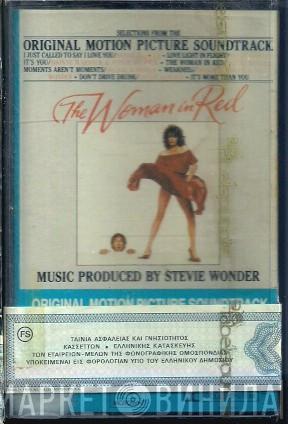 SELECTIONS FROM THE
ORIGINAL MOTION PICTURE SOUNDTRACK
I JUST CALLED TO SAY I LOVE YOU LOVE LIGHT IN FLIGHT
IT'S YOU THE WOMAN IN RED
MOMENTS AREN'T MOMENTS WEAKNESS
DON'T DRIVE DRUNK IT'S MORE THAN YOU
The Woman in Red
MUSIC PRODUCED BY STEVIE WONDER
ORIGINAL MOTION PICTURE SOUNDTRACK
FS
ΤΑΙΝΙΑ ΑΣΦΑΛΕΙΑΣ ΚΑΙ ΓΝΗΣΙΟΤΗΤΟΣ
ΚΑΣΣΕΤΤΩΝ • ΕΛΛΗΝΙΚΗΣ ΚΑΤΑΣΚΕΥΗΣ
ΤΩΝ ΕΤΑΙΡΕΙΩΝ-ΜΕΛΩΝ ΤΗΣ ΦΩΝΟΓΡΑΦΙΚΗΣ ΟΜΟΣΠΟΝΔΙΑΣ
ΥΠΟΚΕΙΜΕΝΑΙ ΕΙΣ ΦΟΡΟΛΟΓΙΑΝ ΥΠΟ ΤΟΥ ΕΛΛΗΝΙΚΟΥ ΔΗΜΟΣΙΟΥ
МАРКЕТ ВИНИЛА